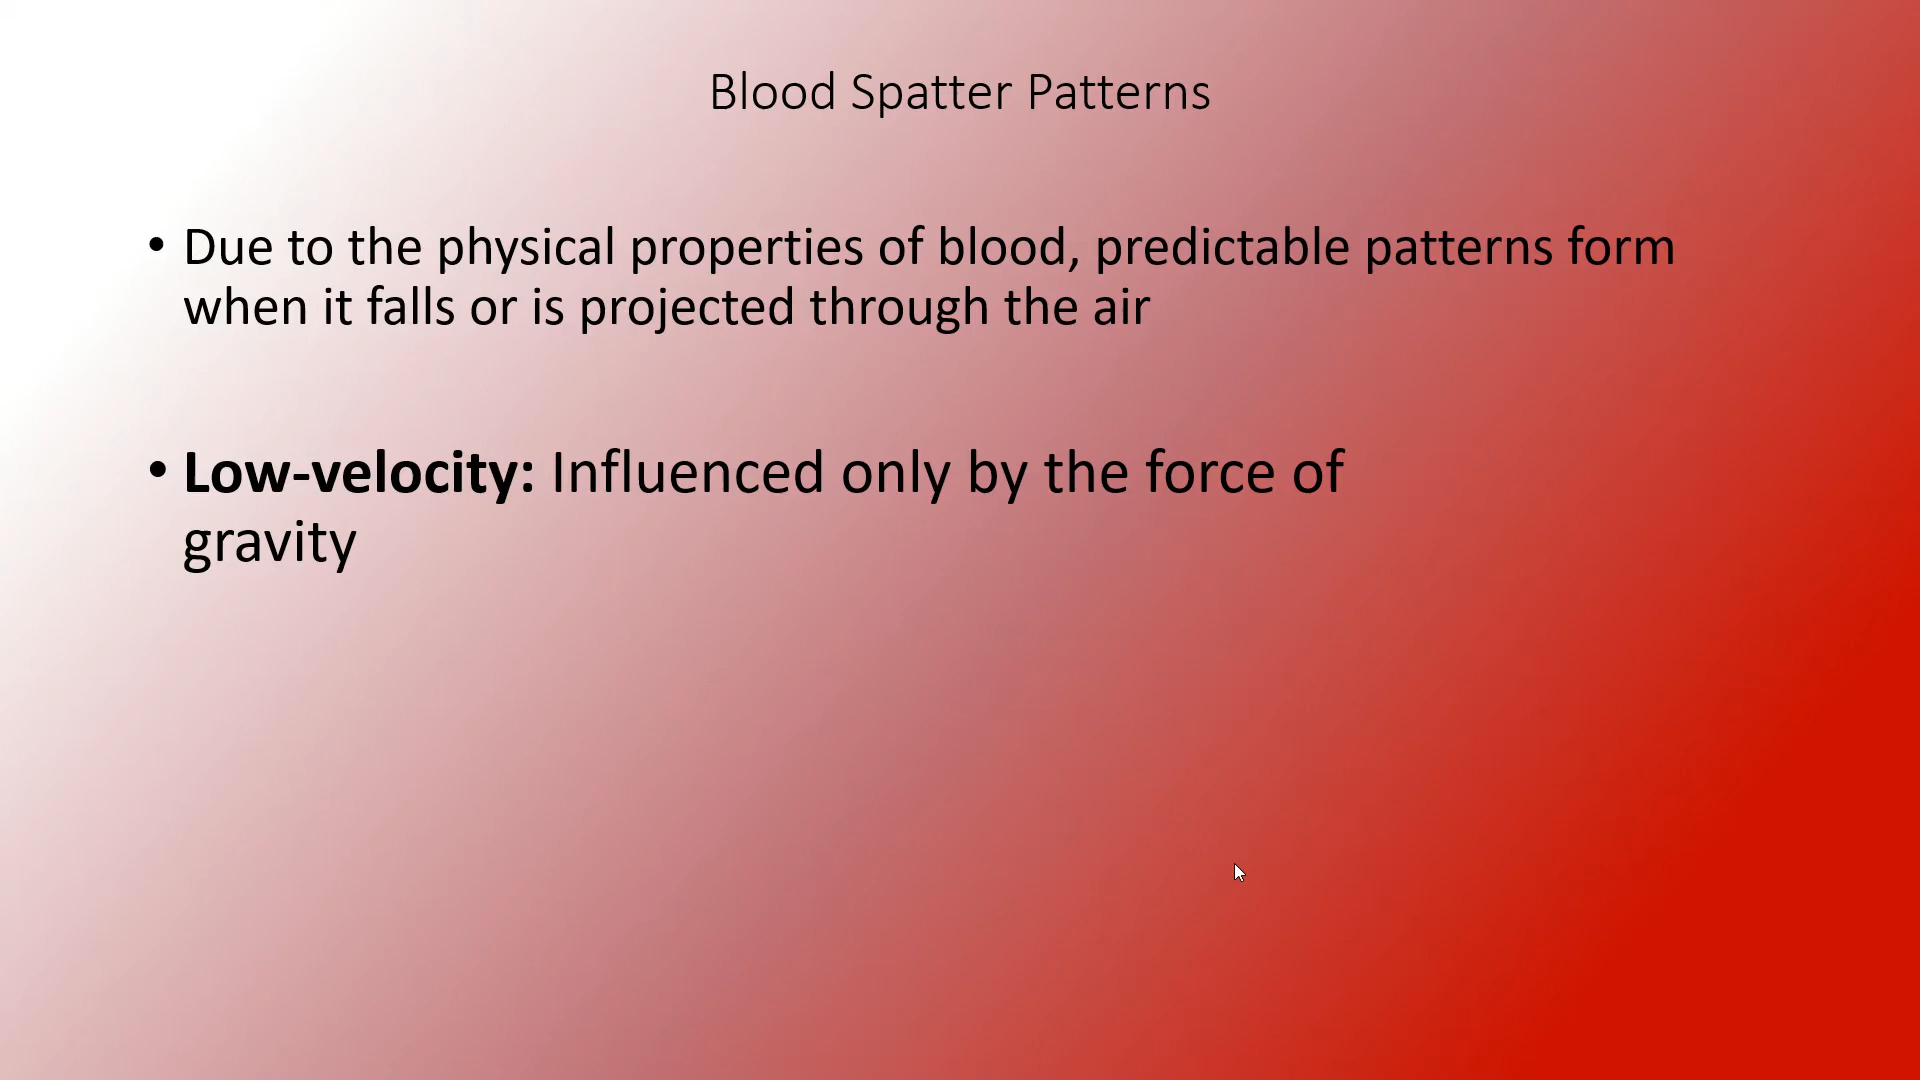 Blood Spatter Patterns
• Due to the physical properties of blood, predictable patterns form
when it falls or is projected through the air
• Low-velocity: Influenced only by the force of
gravity